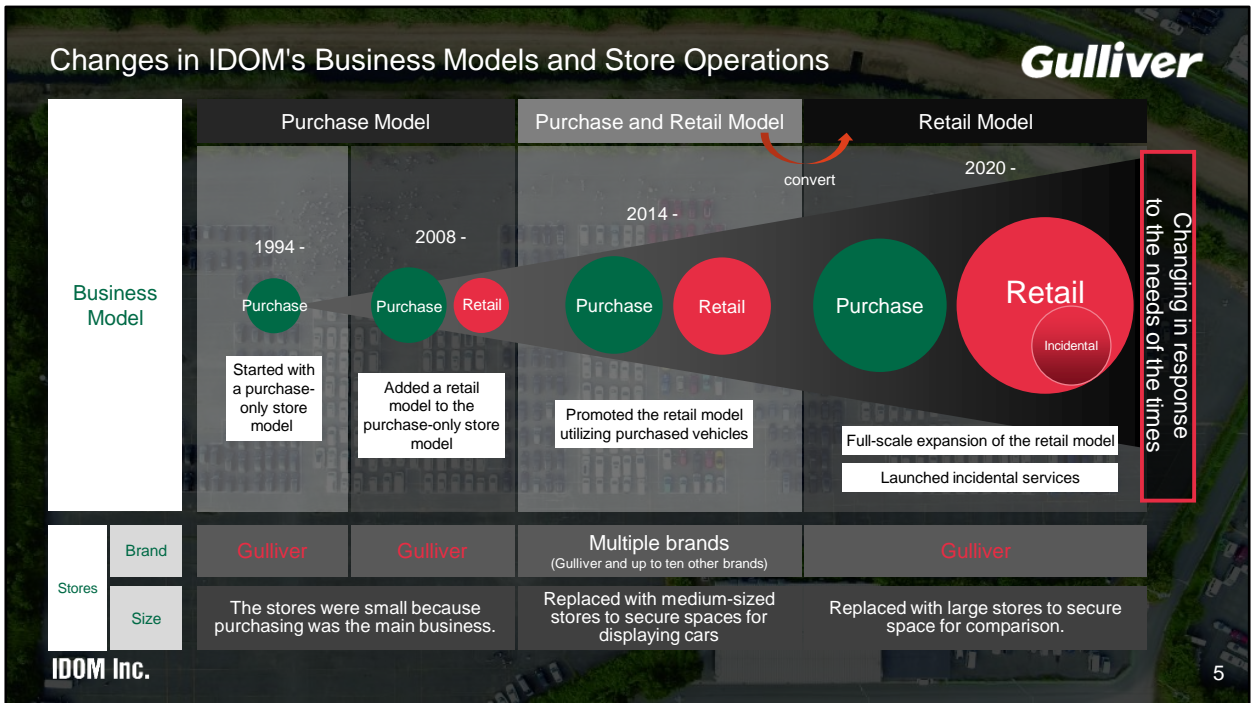 Changes in IDOM's Business Models and Store Operations
Gulliver
Purchase Model
Purchase and Retail Model
Retail Model
convert
Business
Model
1994 -
2008 -
2014 -
2020 -
Purchase
Purchase
Retail
Purchase
Retail
Purchase
Retail
Incidental
Started with
a purchase-
only store
model
Added a retail
model to the
purchase-only store
model
Promoted the retail model
utilizing purchased vehicles
Full-scale expansion of the retail model
Launched incidental services
Changing in response
to the needs of the times
Stores
Brand
Gulliver
Gulliver
Multiple brands
(Gulliver and up to ten other brands)
Gulliver
Size
The stores were small because
purchasing was the main business.
Replaced with medium-sized
stores to secure spaces for
displaying cars
Replaced with large stores to secure
space for comparison.
IDOM Inc.
5